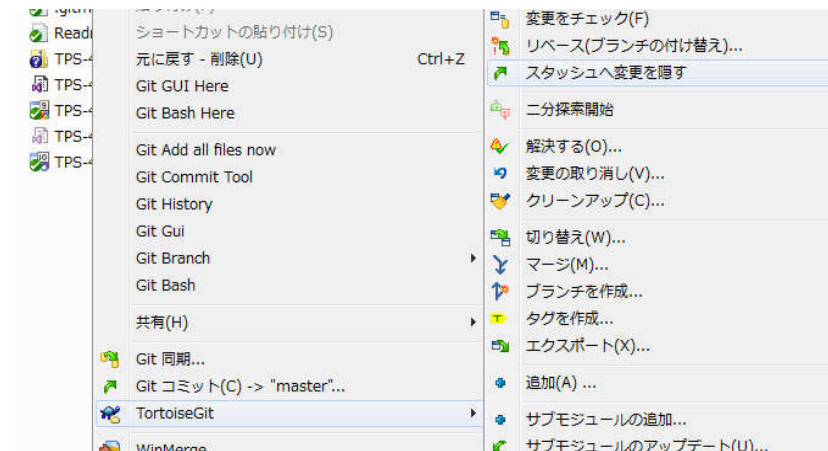 .gitm
Readi
TPS-4
TPS-4
TPS-4
TPS-4
TPS-4
ショートカットの貼り付け(S)
元に戻す - 削除(U) Ctrl+Z
Git GUI Here
Git Bash Here
Git Add all files now
Git Commit Tool
Git History
Git Gui
Git Branch
Git Bash
共有(H)
Git 同期...
Git コミット(C) -> "master"...
TortoiseGit
WinMerge
変更をチェック(F)
リベース(ブランチの付け替え)...
スタッシュへ変更を隠す
二分探索開始
解決する(O)...
変更の取り消し(V)...
クリーンアップ(C)...
切り替え(W)...
マージ(M)...
ブランチを作成...
タグを作成...
エクスポート(X)...
追加(A) ...
サブモジュールの追加...
サブモジュールのアップデート(U)...